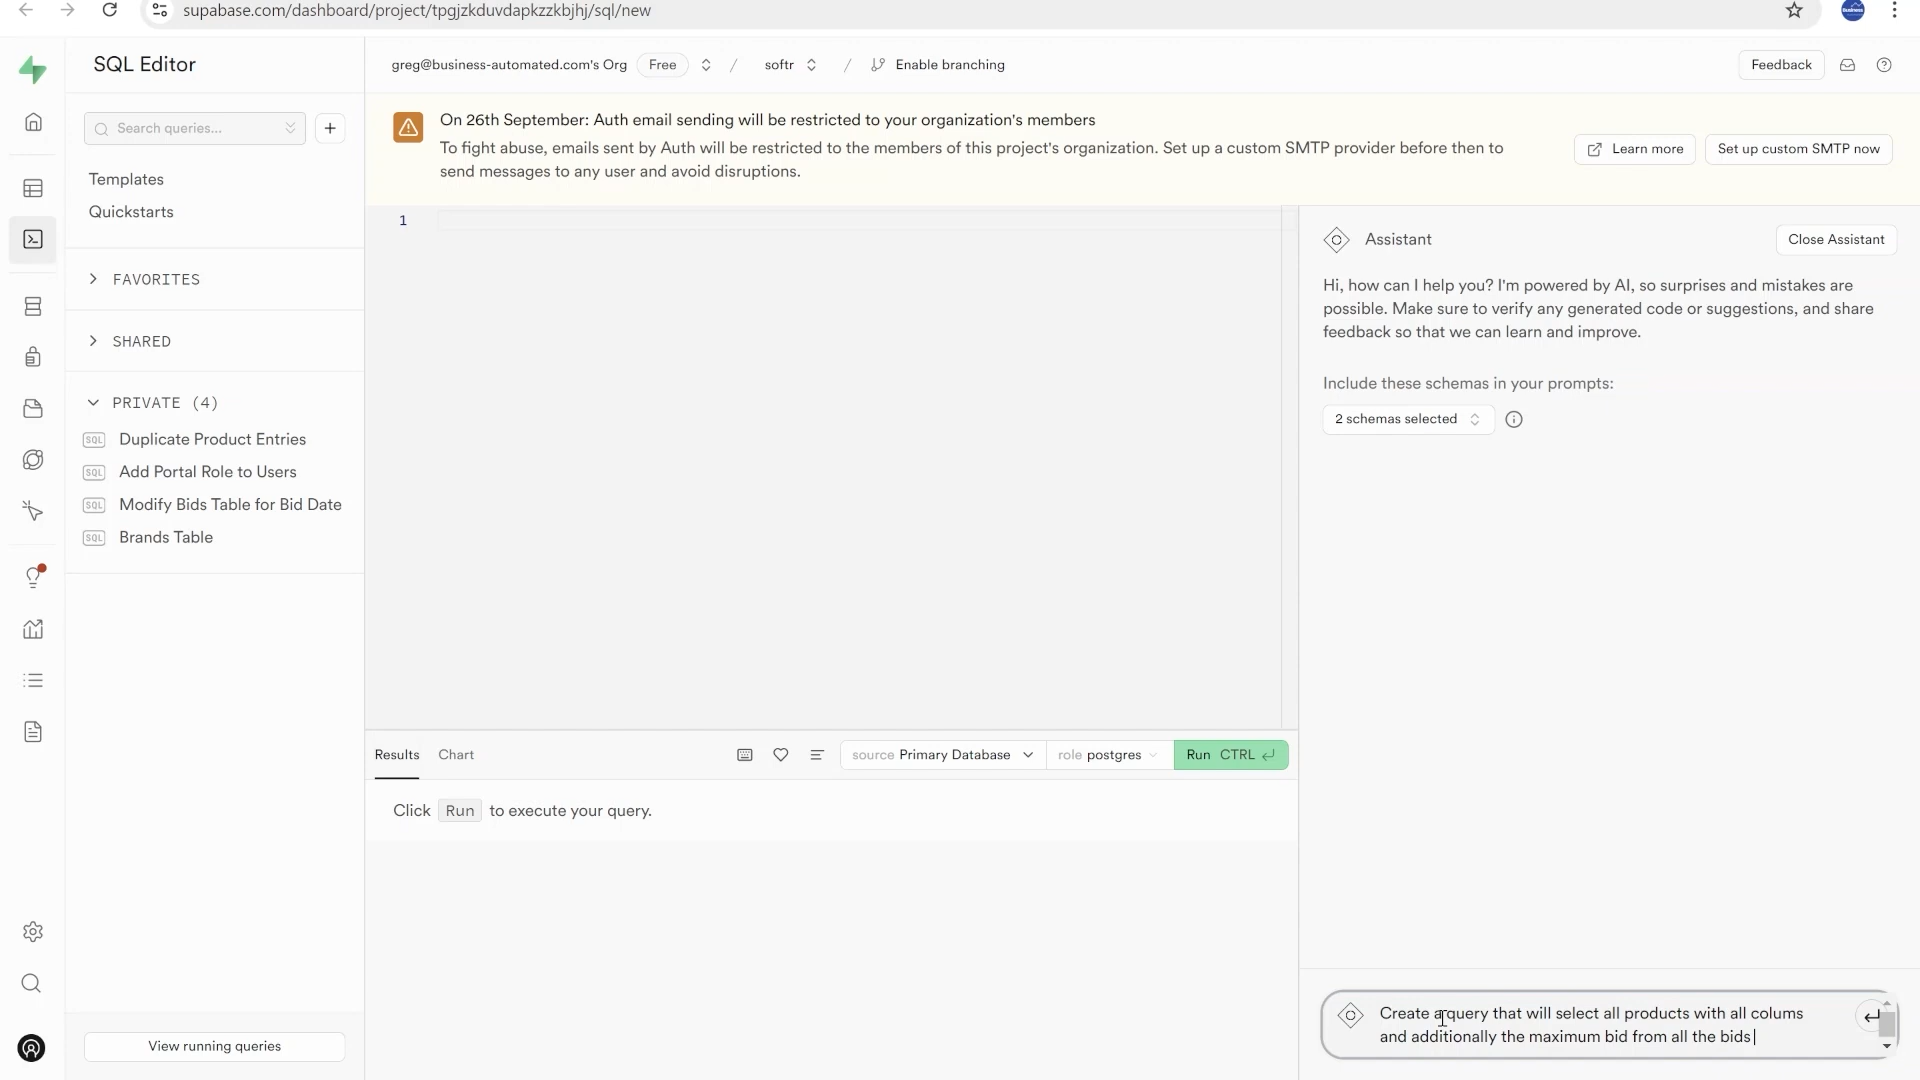 supabase.com/dashboard/project/tpgjzkduvdapkzzkbjhj/sql/new
SQL Editor
greg@business-automated.com's Org
Free
/
softr
/
Enable branching
Feedback
Search queries...
Templates
Quickstarts
FAVORITES
SHARED
PRIVATE (4)
SQL Duplicate Product Entries
SQL Add Portal Role to Users
SQL Modify Bids Table for Bid Date
SQL Brands Table
View running queries
On 26th September: Auth email sending will be restricted to your organization's members
To fight abuse, emails sent by Auth will be restricted to the members of this project's organization. Set up a custom SMTP provider before then to
send messages to any user and avoid disruptions.
Learn more
Set up custom SMTP now
1
Results
Chart
source Primary Database
role postgres
Run CTRL
Click Run to execute your query.
Assistant
Close Assistant
Hi, how can I help you? I'm powered by AI, so surprises and mistakes are
possible. Make sure to verify any generated code or suggestions, and share
feedback so that we can learn and improve.
Include these schemas in your prompts:
2 schemas selected
Create a query that will select all products with all colums
and additionally the maximum bid from all the bids